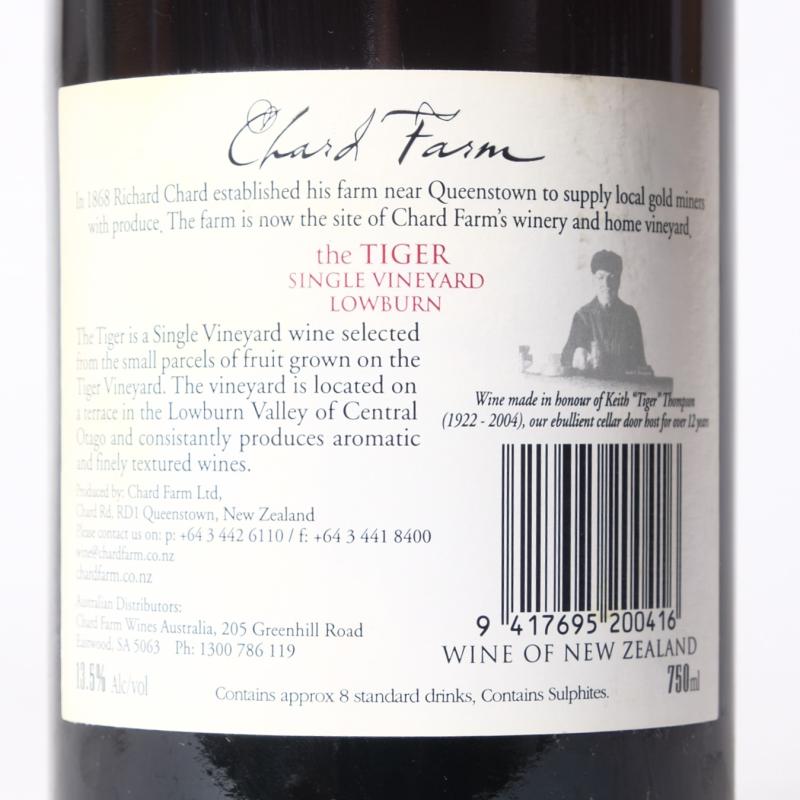 Chard Farm
In 1868 Richard Chard established his farm near Queenstown to supply local gold miners
with produce. The farm is now the site of Chard Farm's winery and home vineyard.
the TIGER
SINGLE VINEYARD
LOWBURN
The Tiger is a Single Vineyard wine selected
from the small parcels of fruit grown on the
Tiger Vineyard. The vineyard is located on
a terrace in the Lowburn Valley of Central
Otago and consistantly produces aromatic
and finely textured wines.
Wine made in honour of Keith "Tiger" Thompson
(1922 - 2004), our ebullient cellar door host for over 12 years
Produced by: Chard Farm Ltd,
Chard Rd, RD1 Queenstown, New Zealand
Please contact us on: p: +64 3 442 6110 / f: +64 3 441 8400
wine@chardfarm.co.nz
chardfarm.co.nz
Australian Distributors:
Chard Farm Wines Australia, 205 Greenhill Road
Eastwood, SA 5063 Ph: 1300 786 119
9 417695 200416
WINE OF NEW ZEALAND
13.5% Alc/vol
Contains approx 8 standard drinks, Contains Sulphites.
750ml